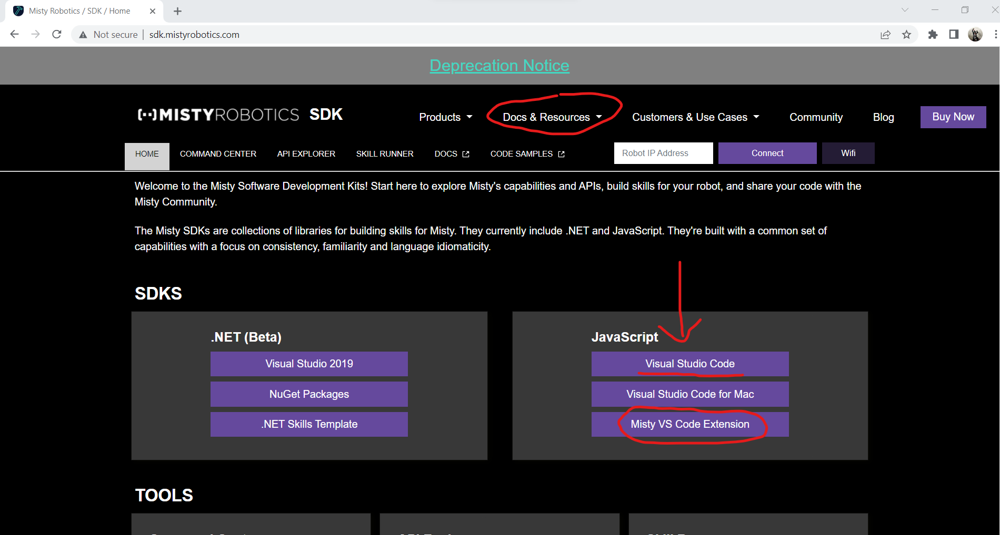 Misty Robotics / SDK / Home
Not secure | sdk.mistyrobotics.com
Deprecation Notice
MISTYROBOTICS SDK
Products
Docs & Resources
Customers & Use Cases
Community
Blog
Buy Now
HOME
COMMAND CENTER
API EXPLORER
SKILL RUNNER
DOCS
CODE SAMPLES
Robot IP Address
Connect
Wifi
Welcome to the Misty Software Development Kits! Start here to explore Misty's capabilities and APIs, build skills for your robot, and share your code with the
Misty Community.
The Misty SDKs are collections of libraries for building skills for Misty. They currently include .NET and JavaScript. They're built with a common set of
capabilities with a focus on consistency, familiarity and language idiomaticity.
SDKS
.NET (Beta)
Visual Studio 2019
NuGet Packages
.NET Skills Template
JavaScript
Visual Studio Code
Visual Studio Code for Mac
Misty VS Code Extension
TOOLS